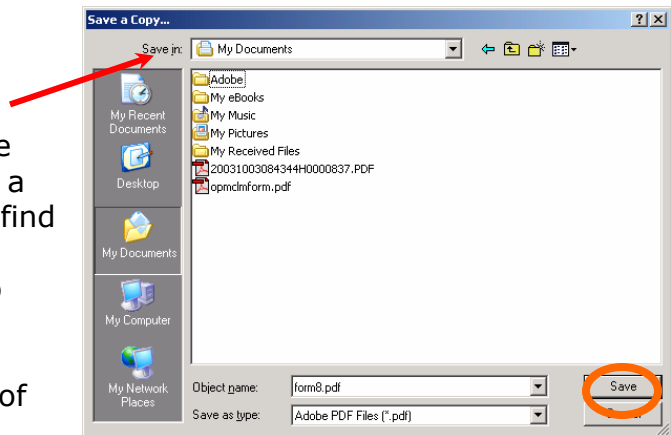 Save a Copy...
Save in: My Documents
e
a
find
o
of
My Recent
Documents
Desktop
My Documents
My Computer
My Network
Places
Adobe
My eBooks
My Music
My Pictures
My Received Files
20031003084344H0000837.PDF
opmclmform.pdf
Object name: form8.pdf
Save
Save as type: Adobe PDF Files (*.pdf)